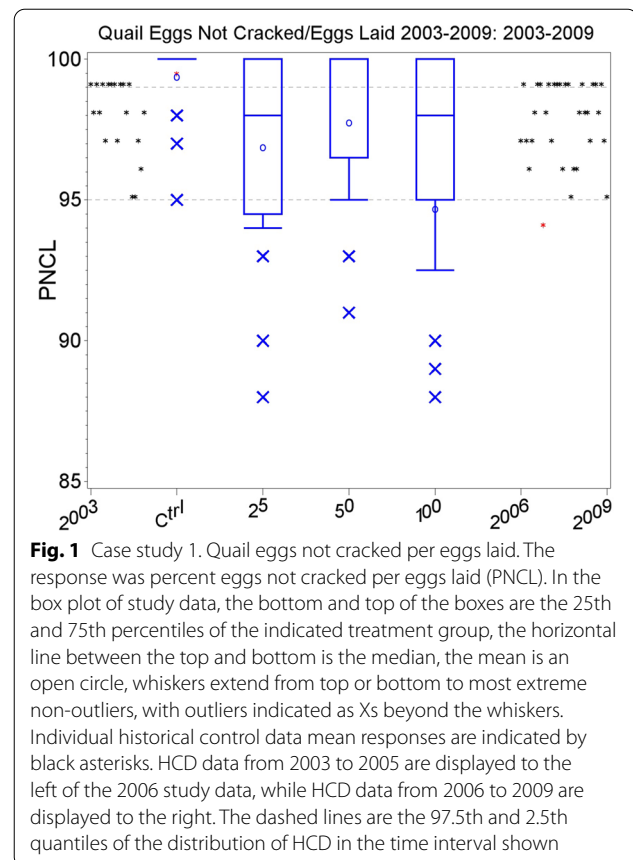 Quail Eggs Not Cracked/Eggs Laid 2003-2009: 2003-2009
100
95
90
85
PNCL
2003
Ctrl
25
50
100
2006
2009
Fig. 1 Case study 1. Quail eggs not cracked per eggs laid. The
response was percent eggs not cracked per eggs laid (PNCL). In the
box plot of study data, the bottom and top of the boxes are the 25th
and 75th percentiles of the indicated treatment group, the horizontal
line between the top and bottom is the median, the mean is an
open circle, whiskers extend from top or bottom to most extreme
non-outliers, with outliers indicated as Xs beyond the whiskers.
Individual historical control data mean responses are indicated by
black asterisks. HCD data from 2003 to 2005 are displayed to the
left of the 2006 study data, while HCD data from 2006 to 2009 are
displayed to the right. The dashed lines are the 97.5th and 2.5th
quantiles of the distribution of HCD in the time interval shown